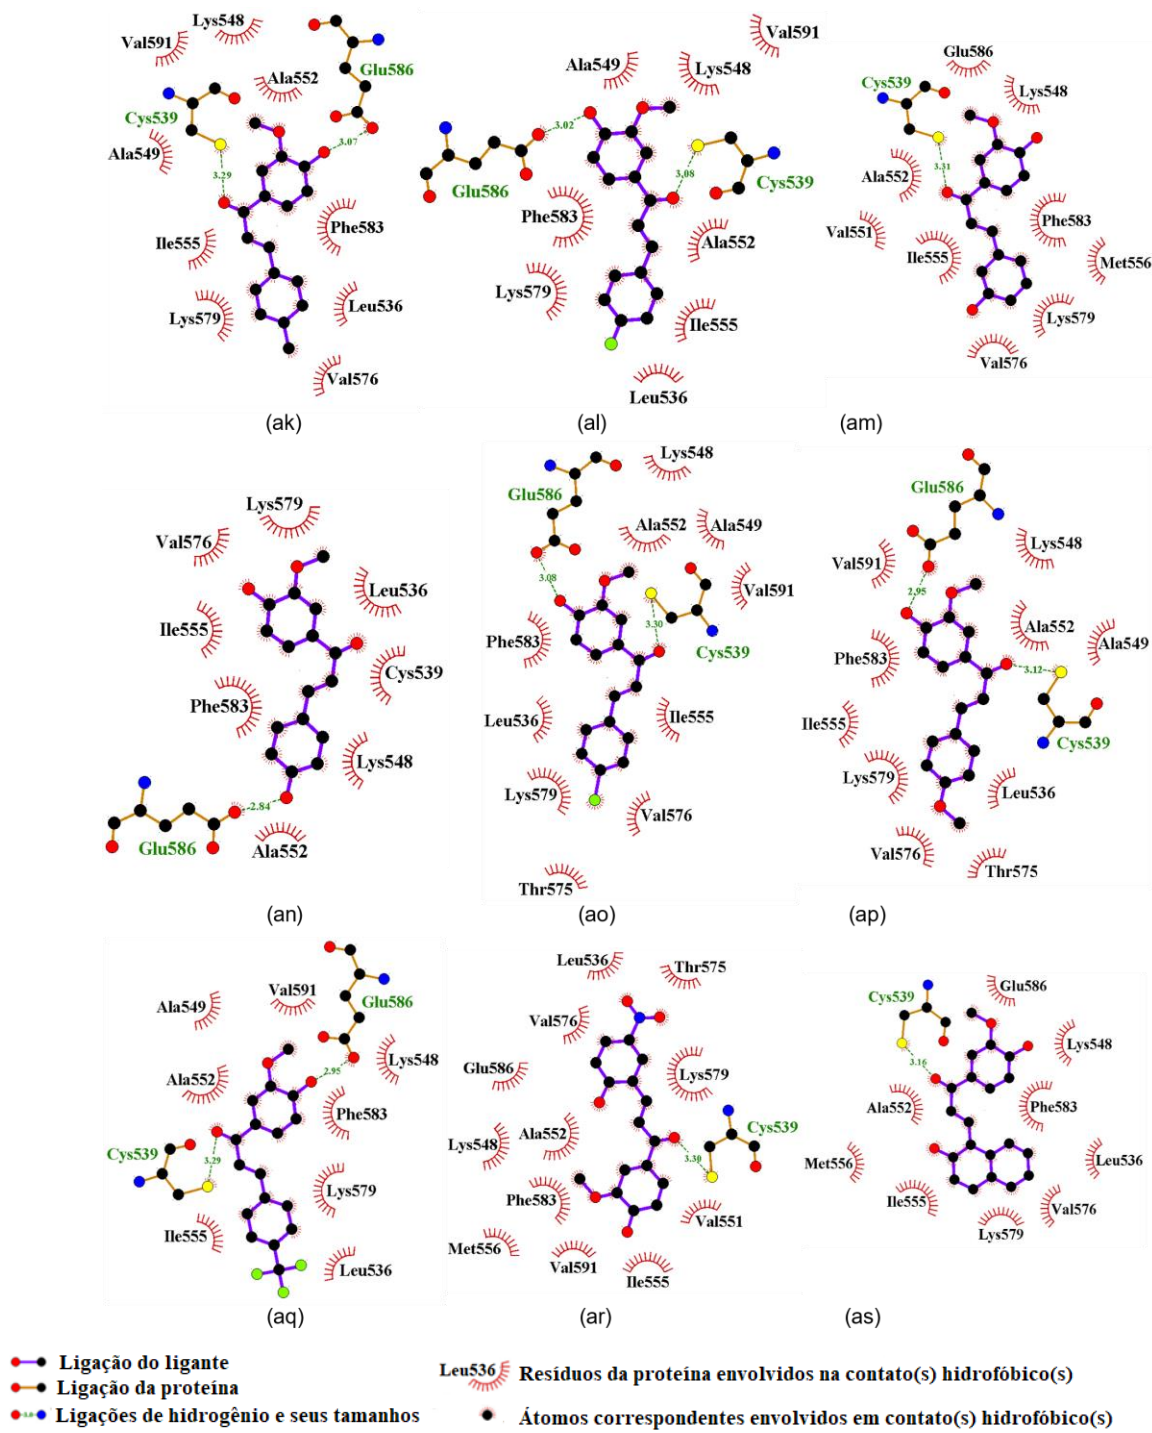 Lys548
Val591
Glu586
Ala552
Cys539
3.07
Ala549
3.29
Phe583
Ile555
Leu536
Lys579
Val576
(ak)
Val591
Ala549
Lys548
3.02
3.08
Glu586
Cys539
Phe583
Ala552
Lys579
Ile555
Leu536
(al)
Glu586
Cys539
Lys548
3.31
Ala552
Val551
Phe583
Ile555
Met556
Lys579
Val576
(am)
Lys579
Val576
Leu536
Ile555
Cys539
Phe583
Lys548
2.84
Glu586
Ala552
(an)
Lys548
Glu586
Ala552
Ala549
3.08
Val591
3.30
Phe583
Cys539
Leu536
Ile555
Lys579
Val576
Thr575
(ao)
Glu586
Lys548
Val591
2.95
Ala552
Ala549
Phe583
3.12
Ile555
Cys539
Lys579
Leu536
Val576
Thr575
(ap)
Val591
Glu586
Ala549
Lys548
2.95
Ala552
Phe583
Cys539
3.29
Lys579
Ile555
Leu536
(aq)
Leu536
Thr575
Val576
Glu586
Lys579
Cys539
Lys548
Ala552
3.30
Phe583
Val551
Met556
Val591
Ile555
(ar)
Glu586
Cys539
Lys548
3.16
Ala552
Phe583
Met556
Leu536
Ile555
Val576
Lys579
(as)
Ligação do ligante
Ligação da proteína
Ligações de hidrogênio e seus tamanhos
Leu536 Resíduos da proteína envolvidos na contato(s) hidrofóbico(s)
Átomos correspondentes envolvidos em contato(s) hidrofóbico(s)